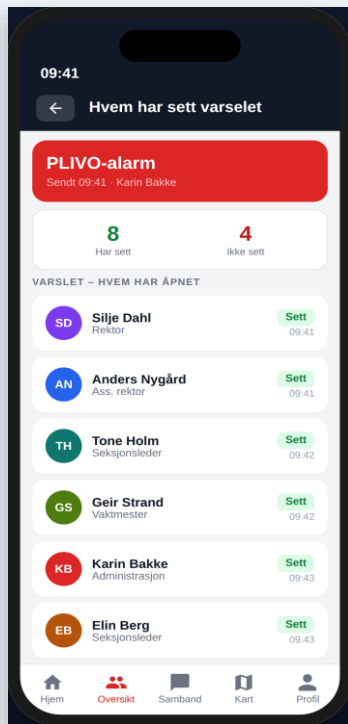 09:41
Hvem har sett varselet
PLIVO-alarm
Sendt 09:41 · Karin Bakke
8
Har sett
4
Ikke sett
VARSLET – HVEM HAR ÅPNET
SD
Silje Dahl
Rektor
Sett
09:41
AN
Anders Nygård
Ass. rektor
Sett
09:41
TH
Tone Holm
Seksjonsleder
Sett
09:42
GS
Geir Strand
Vaktmester
Sett
09:42
KB
Karin Bakke
Administrasjon
Sett
09:43
EB
Elin Berg
Seksjonsleder
Sett
09:43
Hjem
Oversikt
Samband
Kart
Profil